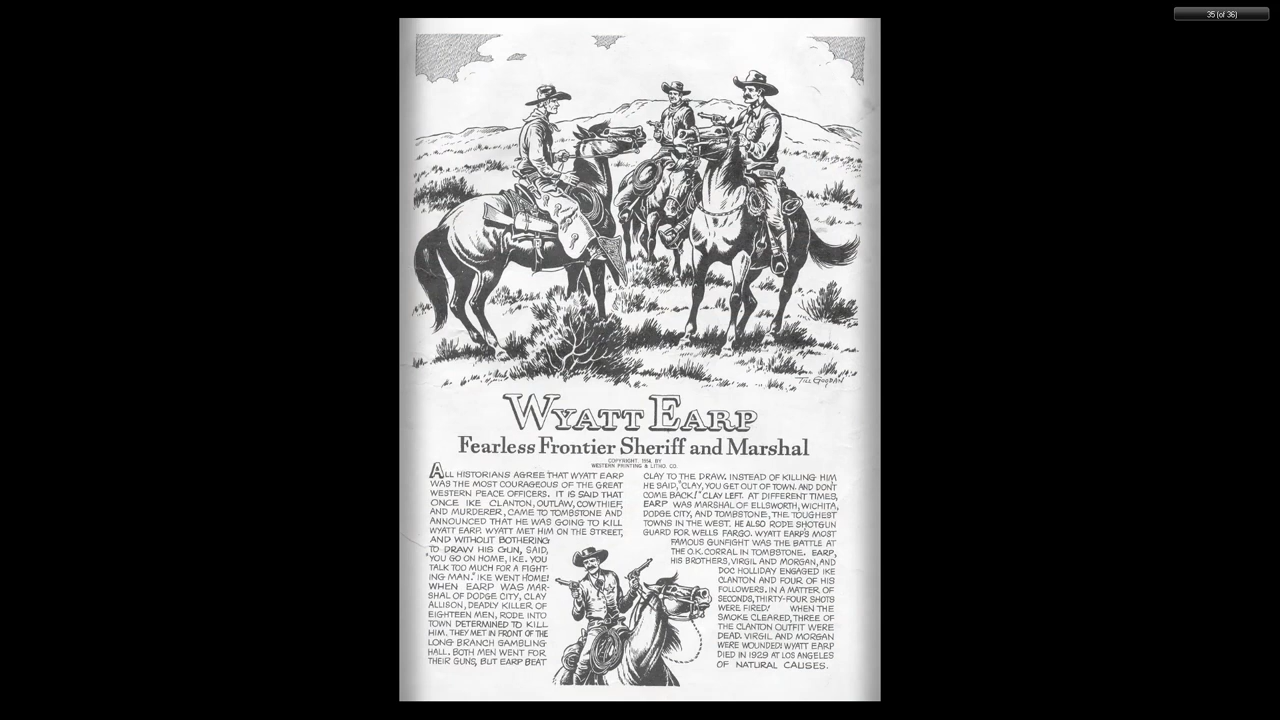 35 (of 36)
TILL GOODAN
WYATT EARP
Fearless Frontier Sheriff and Marshal
COPYRIGHT, 1954, BY
WESTERN PRINTING & LITHO. CO.
ALL HISTORIANS AGREE THAT WYATT EARP
WAS THE MOST COURAGEOUS OF THE GREAT
WESTERN PEACE OFFICERS. IT IS SAID THAT
ONCE IKE CLANTON, OUTLAW, COWTHIEF,
AND MURDERER, CAME TO TOMBSTONE AND
ANNOUNCED THAT HE WAS GOING TO KILL
WYATT EARP. WYATT MET HIM ON THE STREET,
AND WITHOUT BOTHERING
TO DRAW HIS GUN, SAID,
"YOU GO ON HOME, IKE. YOU
TALK TOO MUCH FOR A FIGHT-
ING MAN." IKE WENT HOME!
WHEN EARP WAS MAR-
SHAL OF DODGE CITY, CLAY
ALLISON, DEADLY KILLER OF
EIGHTEEN MEN, RODE INTO
TOWN DETERMINED TO KILL
HIM. THEY MET IN FRONT OF THE
LONG BRANCH GAMBLING
HALL. BOTH MEN WENT FOR
THEIR GUNS, BUT EARP BEAT
CLAY TO THE DRAW. INSTEAD OF KILLING HIM
HE SAID, "CLAY, YOU GET OUT OF TOWN. AND DON'T
COME BACK!" CLAY LEFT. AT DIFFERENT TIMES,
EARP WAS MARSHAL OF ELLSWORTH, WICHITA,
DODGE CITY, AND TOMBSTONE, THE TOUGHEST
TOWNS IN THE WEST. HE ALSO RODE SHOTGUN
GUARD FOR WELLS FARGO. WYATT EARP'S MOST
FAMOUS GUNFIGHT WAS THE BATTLE AT
THE O.K. CORRAL IN TOMBSTONE. EARP,
HIS BROTHERS, VIRGIL AND MORGAN, AND
DOC HOLLIDAY ENGAGED IKE
CLANTON AND FOUR OF HIS
FOLLOWERS. IN A MATTER OF
SECONDS, THIRTY-FOUR SHOTS
WERE FIRED! WHEN THE
SMOKE CLEARED, THREE OF
THE CLANTON OUTFIT WERE
DEAD. VIRGIL AND MORGAN
WERE WOUNDED! WYATT EARP
DIED IN 1929 AT LOS ANGELES
OF NATURAL CAUSES.